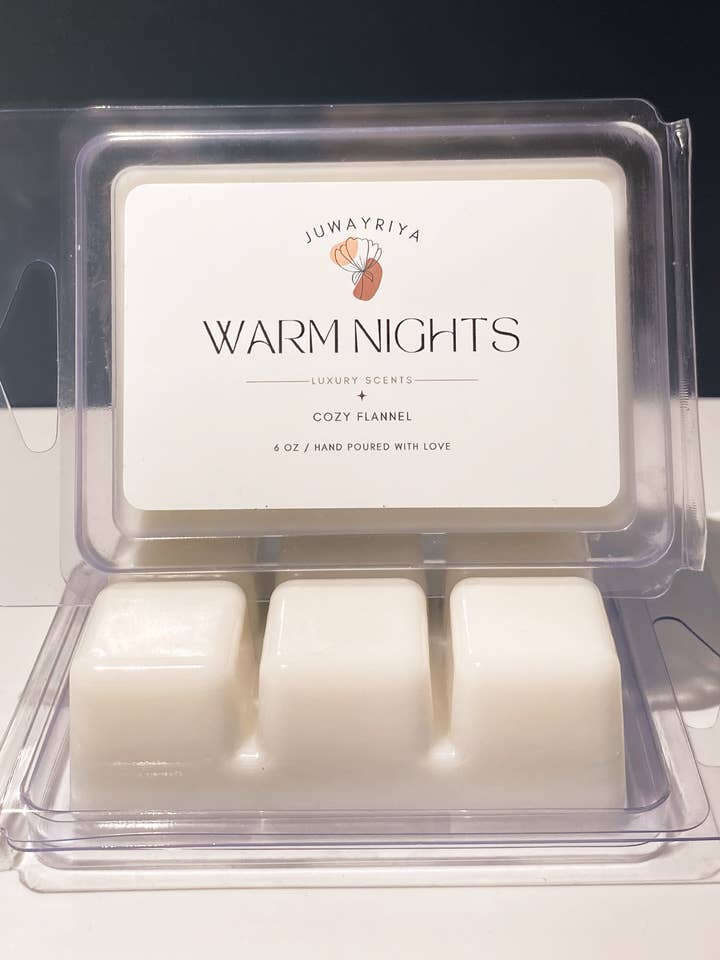 JUWAYRIYA
WARM NIGHTS
LUXURY SCENTS
COZY FLANNEL
6 OZ / HAND POURED WITH LOVE